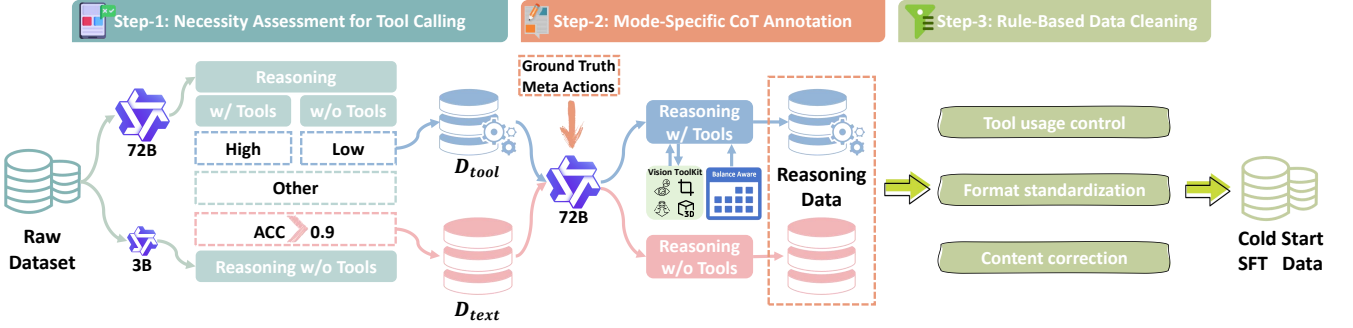 Step-1: Necessity Assessment for Tool Calling
Step-2: Mode-Specific CoT Annotation
Step-3: Rule-Based Data Cleaning
Raw
Dataset
72B
3B
Reasoning
w/ Tools
w/o Tools
High
Low
Other
ACC
0.9
Reasoning w/o Tools
D_tool
D_text
Ground Truth
Meta Actions
72B
Reasoning
w/ Tools
Vision ToolKit
3D
Balance Aware
Reasoning
w/o Tools
Reasoning
Data
Tool usage control
Format standardization
Content correction
Cold Start
SFT Data